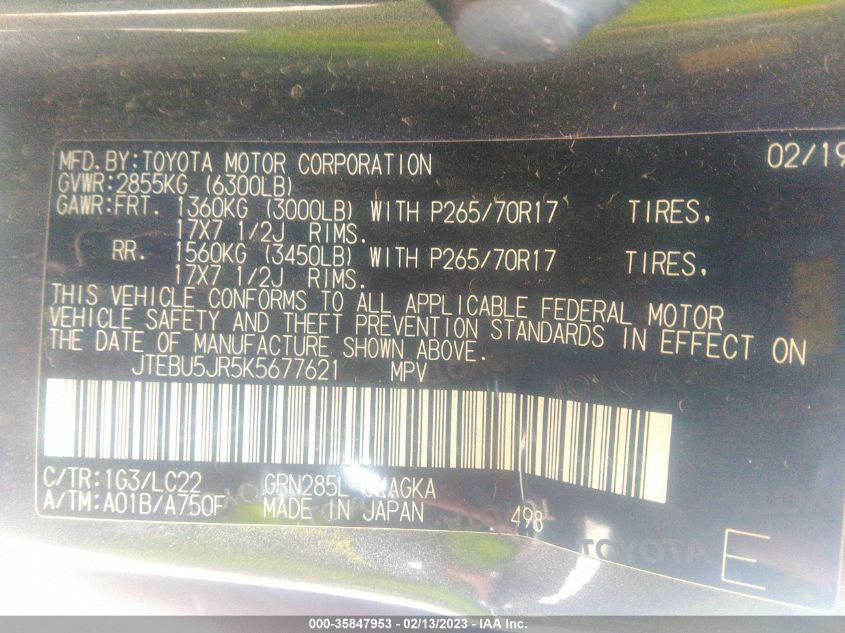 MFD. BY: TOYOTA MOTOR CORPORATION 02/19
GVWR: 2855KG (6300LB)
GAWR: FRT. 1360KG (3000LB) WITH P265/70R17 TIRES.
17X7 1/2J RIMS.
RR. 1560KG (3450LB) WITH P265/70R17 TIRES.
17X7 1/2J RIMS.
THIS VEHICLE CONFORMS TO ALL APPLICABLE FEDERAL MOTOR
VEHICLE SAFETY AND THEFT PREVENTION STANDARDS IN EFFECT ON
THE DATE OF MANUFACTURE SHOWN ABOVE.
JTEBU5JR5K5677621 MPV
C/TR: 1G3/LC22 GRN285L
A/TM: A01B/A750F MADE IN JAPAN 498
TOYOTA E
000-35847953 - 02/13/2023 - IAA Inc.